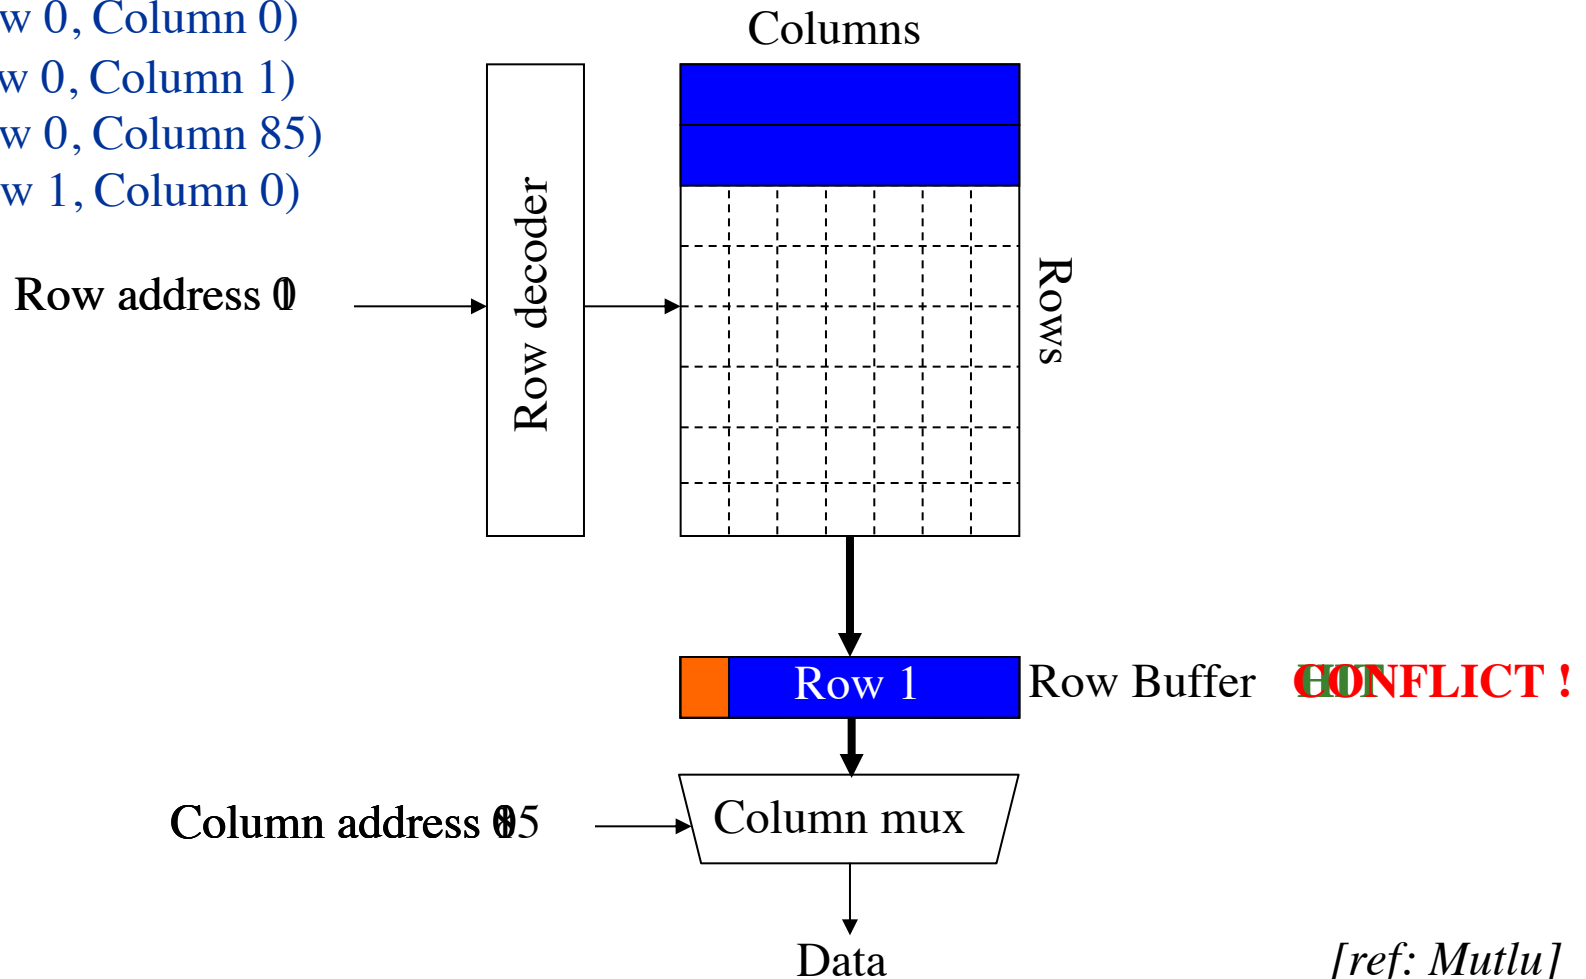 w 0, Column 0)
w 0, Column 1)
w 0, Column 85)
w 1, Column 0)
Columns
Row decoder
Rows
Row address
Row 1
Row Buffer
CONFLICT !
Column address
Column mux
Data
[ref: Mutlu]